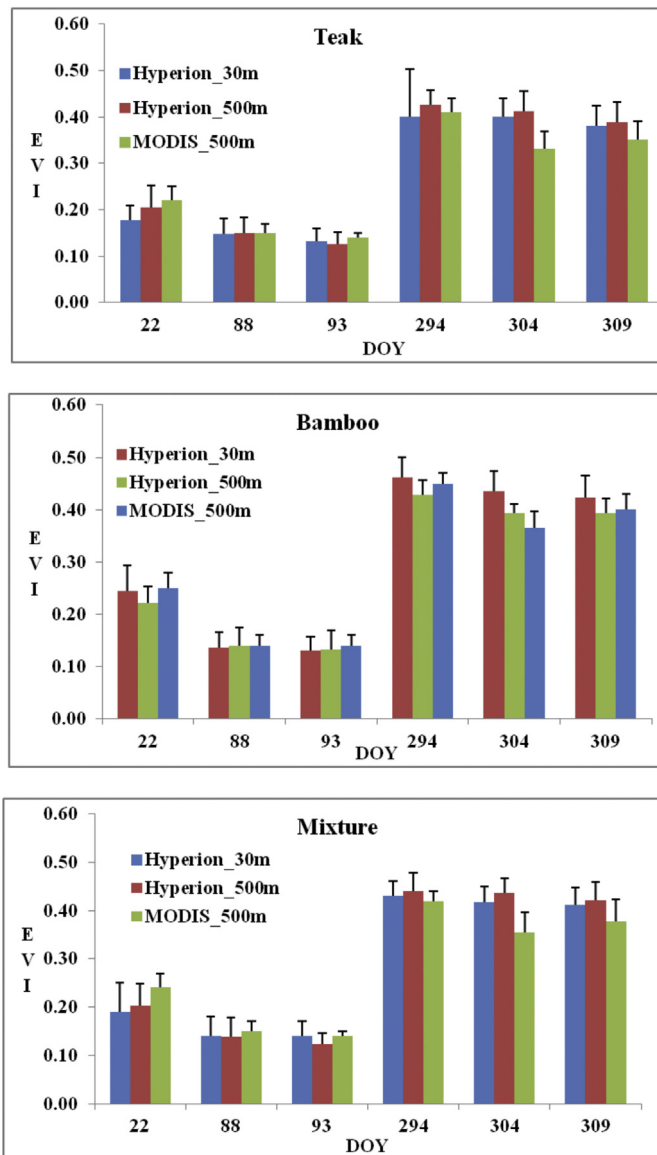 Teak
Hyperion_30m
Hyperion_500m
MODIS_500m
EVI
0.60
0.50
0.40
0.30
0.20
0.10
0.00
22 88 93 294 304 309
DOY
Bamboo
Hyperion_30m
Hyperion_500m
MODIS_500m
EVI
0.60
0.50
0.40
0.30
0.20
0.10
0.00
22 88 93 294 304 309
DOY
Mixture
Hyperion_30m
Hyperion_500m
MODIS_500m
EVI
0.60
0.50
0.40
0.30
0.20
0.10
0.00
22 88 93 294 304 309
DOY